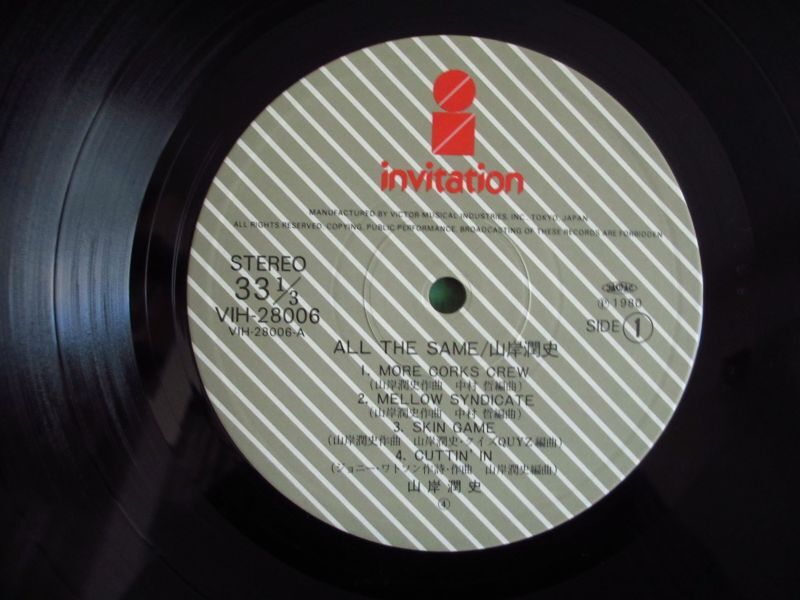 invitation
MANUFACTURED BY VICTOR MUSICAL INDUSTRIES, INC. TOKYO, JAPAN.
ALL RIGHTS RESERVED, COPYING, PUBLIC PERFORMANCE, BROADCASTING OF THESE RECORDS ARE FORBIDDEN
STEREO
33 1/3
VIH-28006
VIH-28006-A
JASRAC
Ⓟ1980
SIDE 1
ALL THE SAME/山岸潤史
1. MORE CORKS CREW
(山岸潤史作曲 中村 哲編曲)
2. MELLOW SYNDICATE
(山岸潤史作曲 中村 哲編曲)
3. SKIN GAME
(山岸潤史作曲 山岸潤史・クイズQUYZ編曲)
4. CUTTIN' IN
(ジョニー・ワトソン作詩・作曲 山岸潤史編曲)
山岸潤史
④